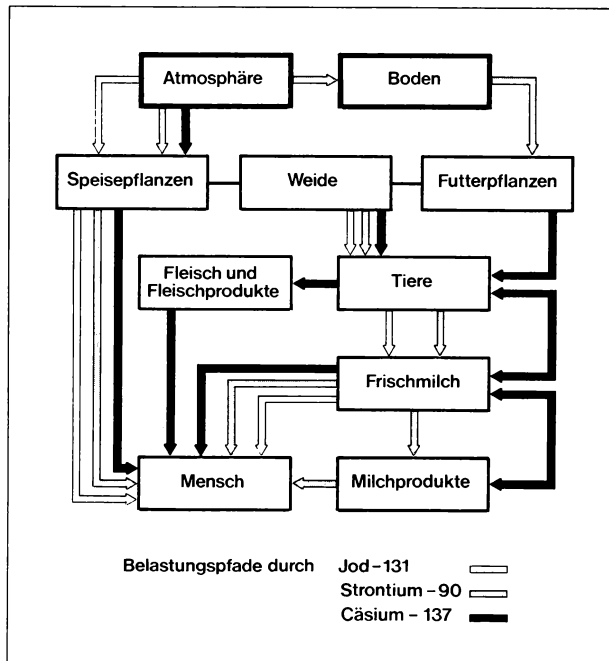 Atmosphäre
Boden
Speisepflanzen
Weide
Futterpflanzen
Fleisch und
Fleischprodukte
Tiere
Frischmilch
Mensch
Milchprodukte
Belastungspfade durch Jod-131
Strontium-90
Cäsium-137